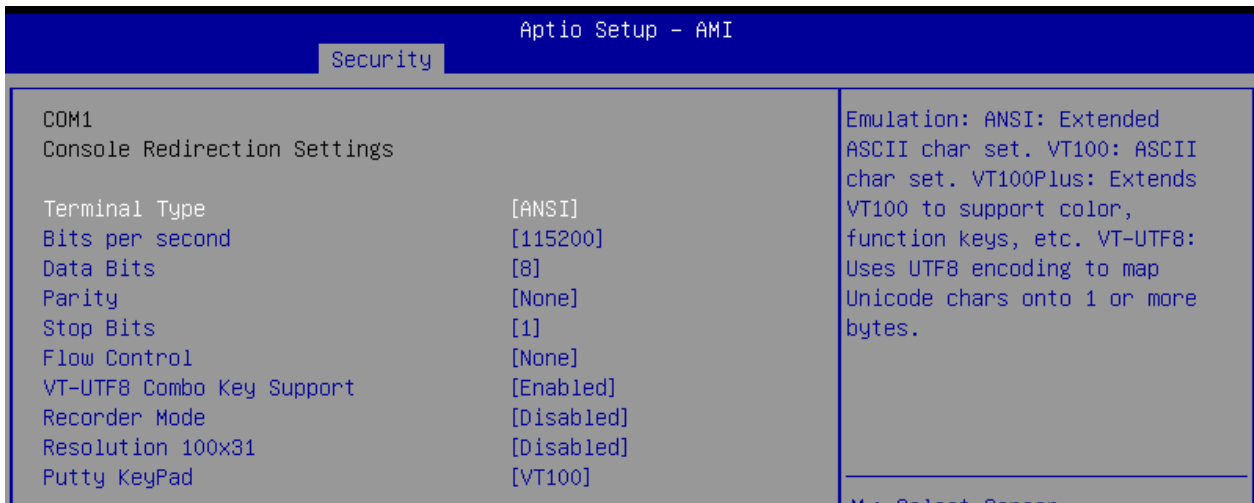 Aptio Setup – AMI
Security
COM1
Console Redirection Settings
Terminal Type [ANSI]
Bits per second [115200]
Data Bits [8]
Parity [None]
Stop Bits [1]
Flow Control [None]
VT-UTF8 Combo Key Support [Enabled]
Recorder Mode [Disabled]
Resolution 100x31 [Disabled]
Putty KeyPad [VT100]
Emulation: ANSI: Extended
ASCII char set. VT100: ASCII
char set. VT100Plus: Extends
VT100 to support color,
function keys, etc. VT-UTF8:
Uses UTF8 encoding to map
Unicode chars onto 1 or more
bytes.